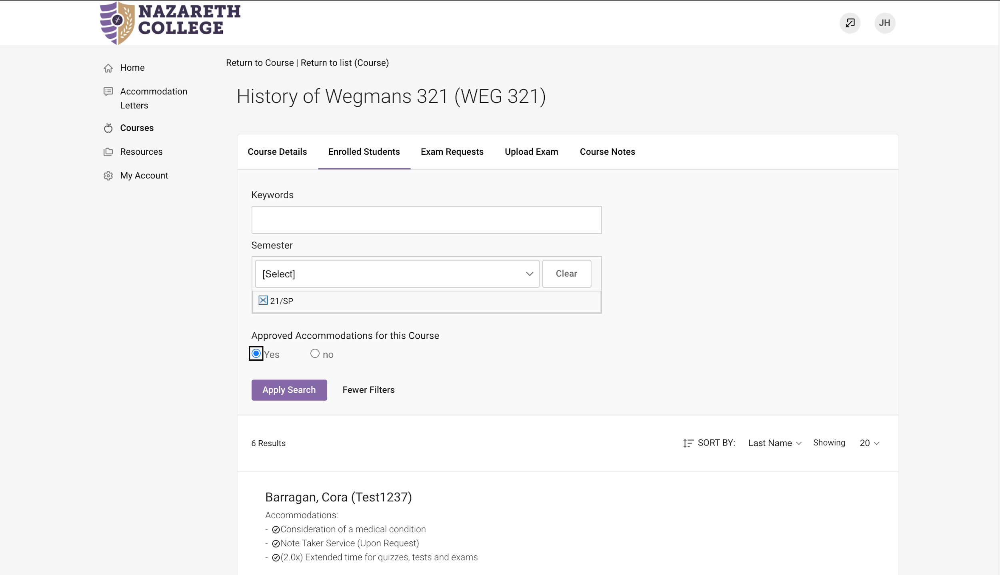 NAZARETH
COLLEGE
JH
Home
Accommodation
Letters
Courses
Resources
My Account
Return to Course | Return to list (Course)
History of Wegmans 321 (WEG 321)
Course Details
Enrolled Students
Exam Requests
Upload Exam
Course Notes
Keywords
Semester
[Select]
Clear
21/SP
Approved Accommodations for this Course
Yes
no
Apply Search
Fewer Filters
6 Results
SORT BY:
Last Name
Showing
20
Barragan, Cora (Test1237)
Accommodations:
- Consideration of a medical condition
- Note Taker Service (Upon Request)
- (2.0x) Extended time for quizzes, tests and exams